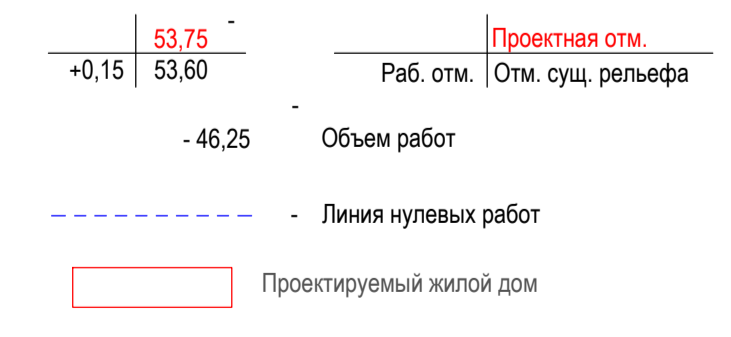 53,75 - Проектная отм.
+0,15 53,60 Раб. отм. Отм. сущ. рельефа
-
- 46,25 Объем работ
- Линия нулевых работ
Проектируемый жилой дом